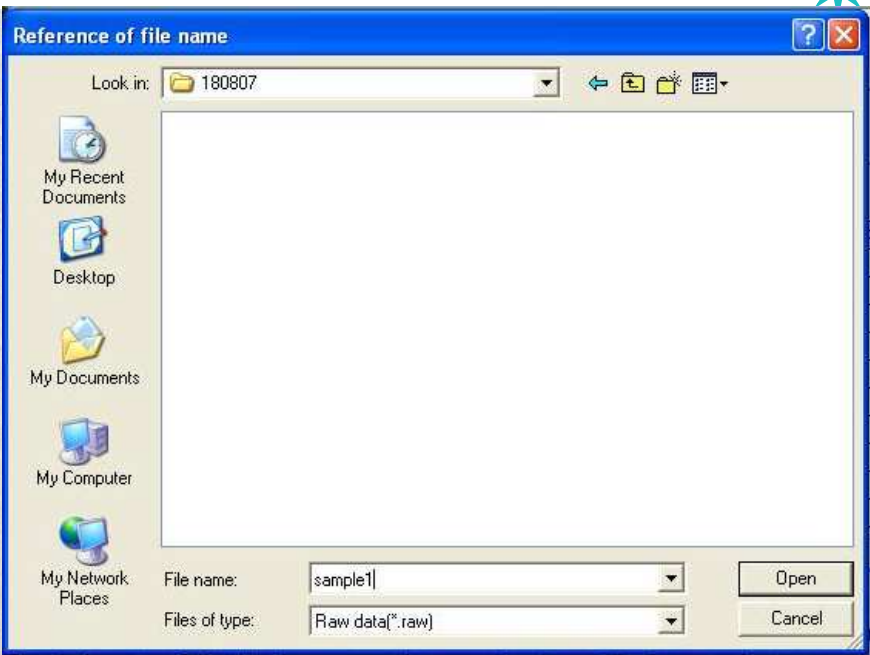 Reference of file name
Look in: 180807
My Recent
Documents
Desktop
My Documents
My Computer
My Network
Places
File name: sample1
Open
Files of type: Raw data(*.raw)
Cancel